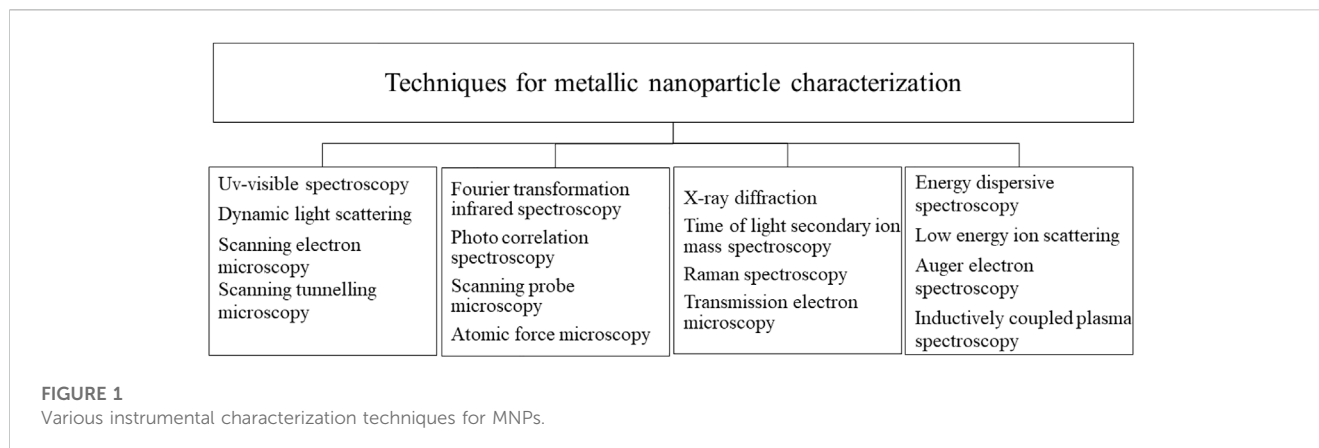 Techniques for metallic nanoparticle characterization
Uv-visible spectroscopy
Dynamic light scattering
Scanning electron
microscopy
Scanning tunnelling
microscopy
Fourier transformation
infrared spectroscopy
Photo correlation
spectroscopy
Scanning probe
microscopy
Atomic force microscopy
X-ray diffraction
Time of light secondary ion
mass spectroscopy
Raman spectroscopy
Transmission electron
microscopy
Energy dispersive
spectroscopy
Low energy ion scattering
Auger electron
spectroscopy
Inductively coupled plasma
spectroscopy
FIGURE 1
Various instrumental characterization techniques for MNPs.